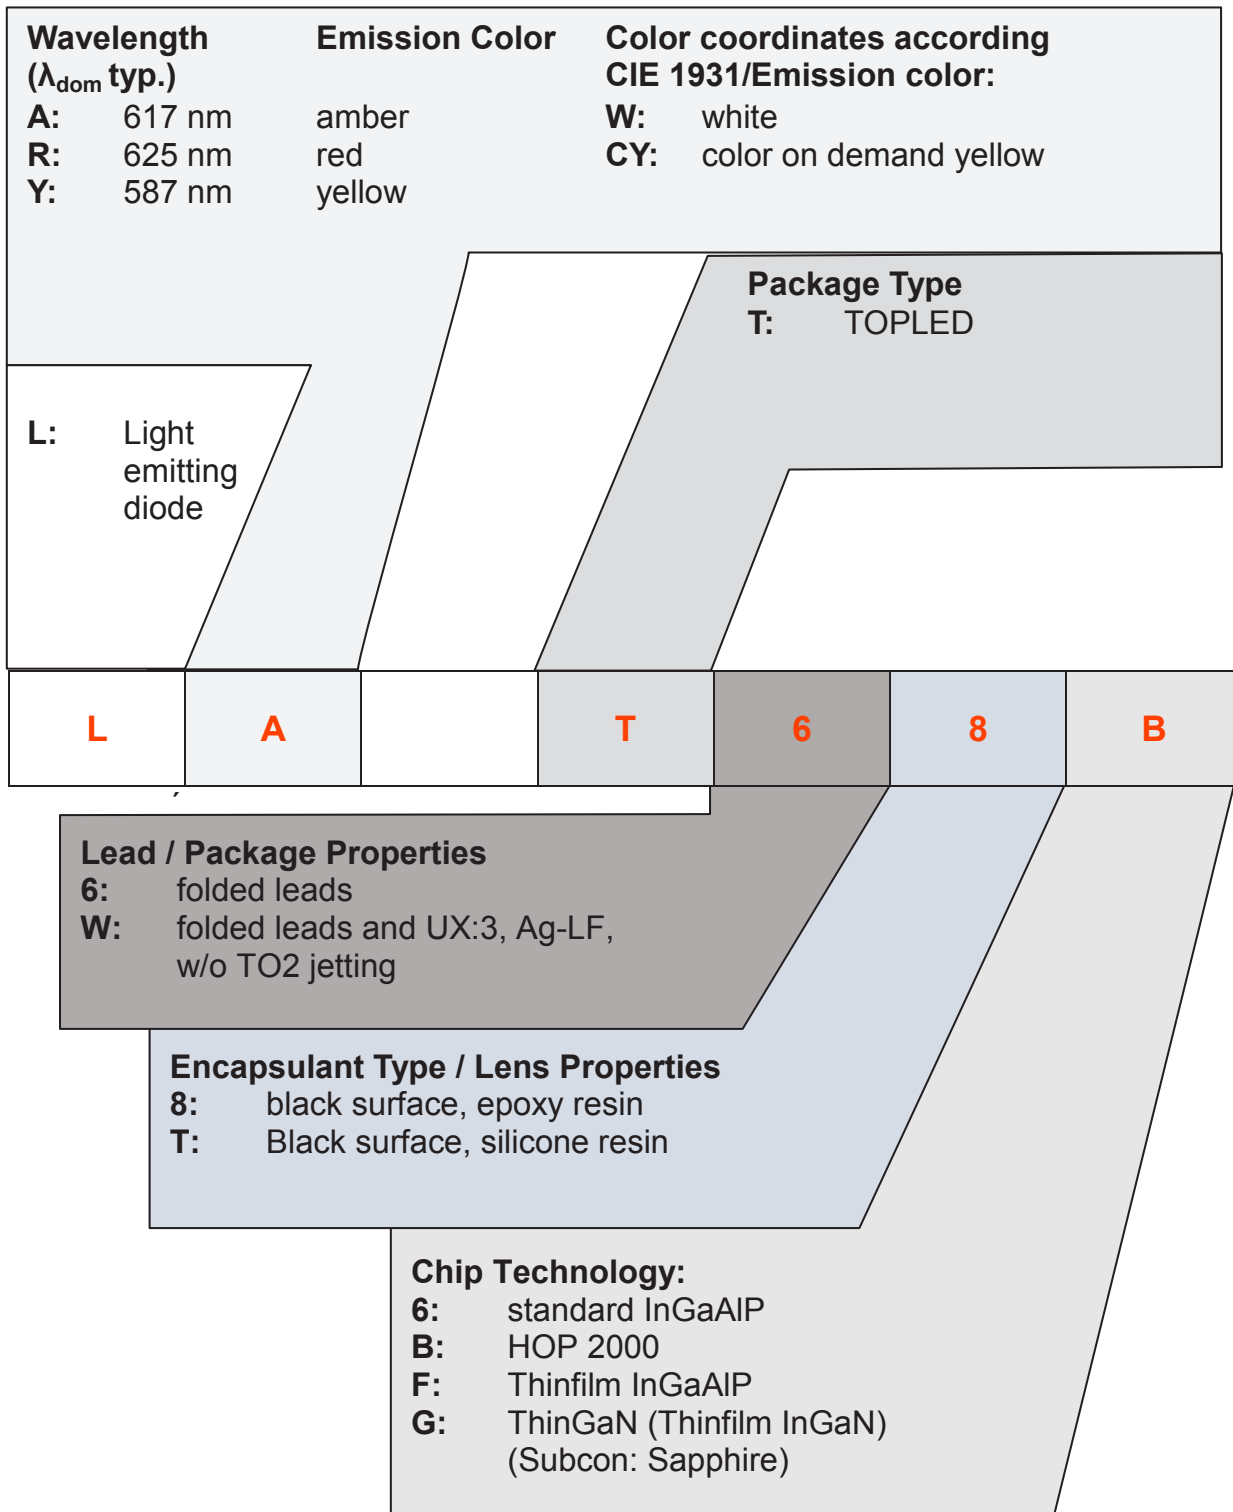 Wavelength Emission Color Color coordinates according
(λdom typ.) CIE 1931/Emission color:
A: 617 nm amber W: white
R: 625 nm red CY: color on demand yellow
Y: 587 nm yellow
Package Type
T: TOPLED
L: Light
emitting
diode
L A T 6 8 B
Lead / Package Properties
6: folded leads
W: folded leads and UX:3, Ag-LF,
w/o TO2 jetting
Encapsulant Type / Lens Properties
8: black surface, epoxy resin
T: Black surface, silicone resin
Chip Technology:
6: standard InGaAlP
B: HOP 2000
F: Thinfilm InGaAlP
G: ThinGaN (Thinfilm InGaN)
(Subcon: Sapphire)